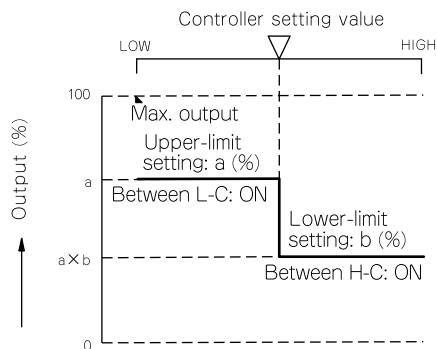 Controller setting value
LOW
HIGH
100
Max. output
Upper-limit
setting: a (%)
a
Between L-C: ON
Lower-limit
setting: b (%)
a×b
Between H-C: ON
0
Output (%)